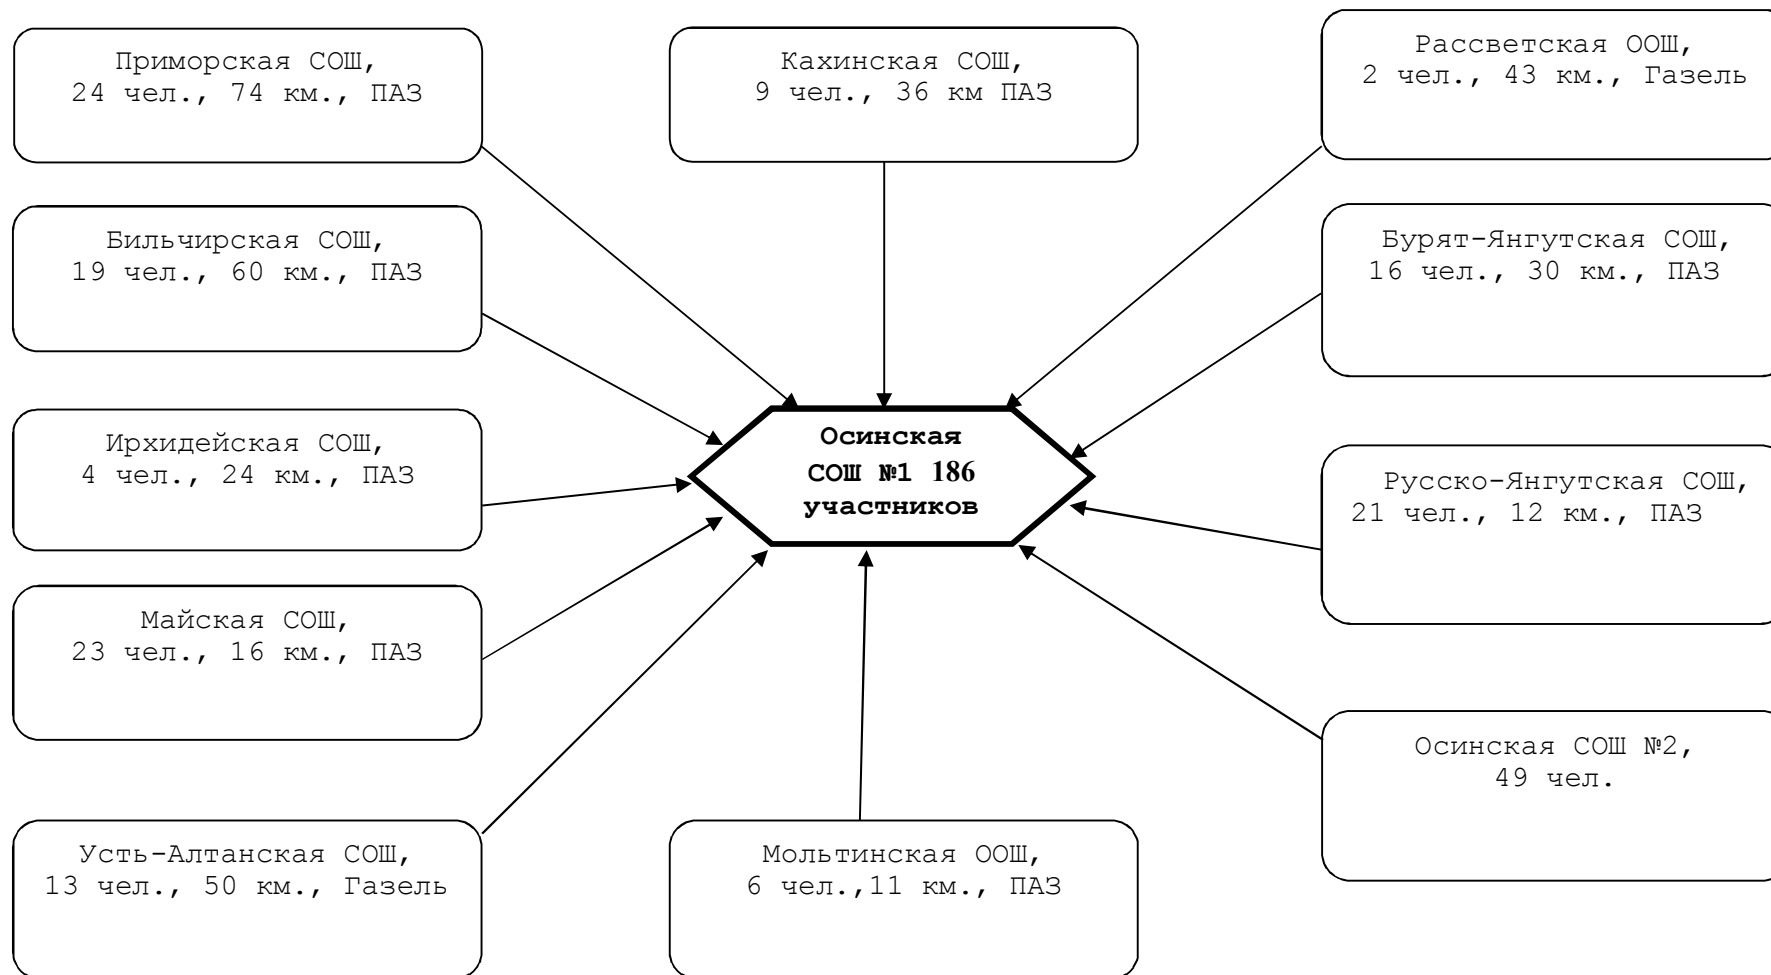 Приморская СОШ,
24 чел., 74 км., ПАЗ
Кахинская СОШ,
9 чел., 36 км ПАЗ
Рассветская ООШ,
2 чел., 43 км., Газель
Бильчирская СОШ,
19 чел., 60 км., ПАЗ
Бурят-Янгутская СОШ,
16 чел., 30 км., ПАЗ
Ирхидейская СОШ,
4 чел., 24 км., ПАЗ
Осинская
СОШ №1 186
участников
Русско-Янгутская СОШ,
21 чел., 12 км., ПАЗ
Майская СОШ,
23 чел., 16 км., ПАЗ
Осинская СОШ №2,
49 чел.
Усть-Алтанская СОШ,
13 чел., 50 км., Газель
Мольтинская ООШ,
6 чел.,11 км., ПАЗ